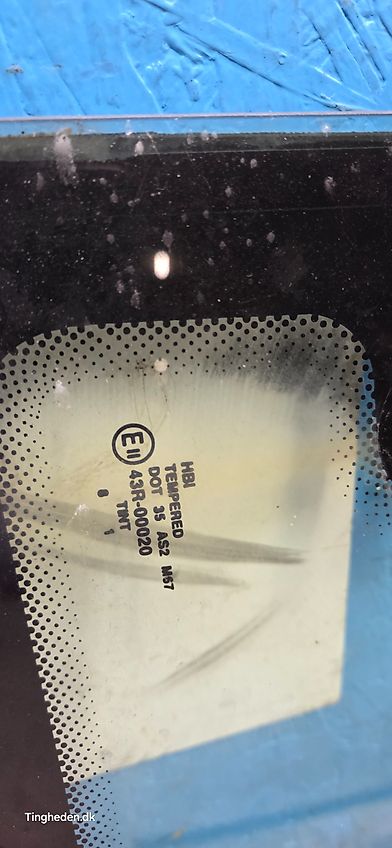 HBI
TEMPERED
DOT 35 AS2 M57
E11 43R-00020
TNT
8 1
Tingheden.dk